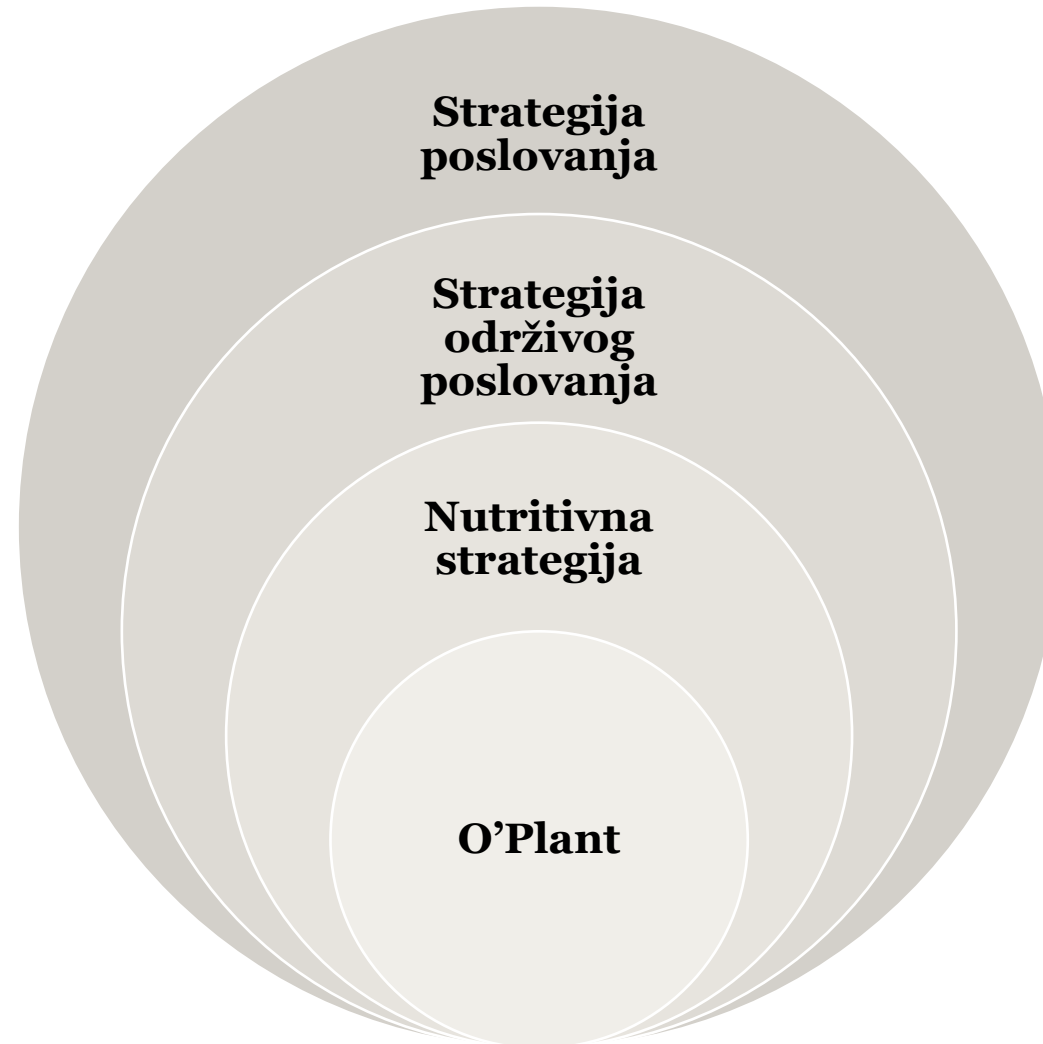 Strategija
poslovanja
Strategija
održivog
poslovanja
Nutritivna
strategija
O’Plant